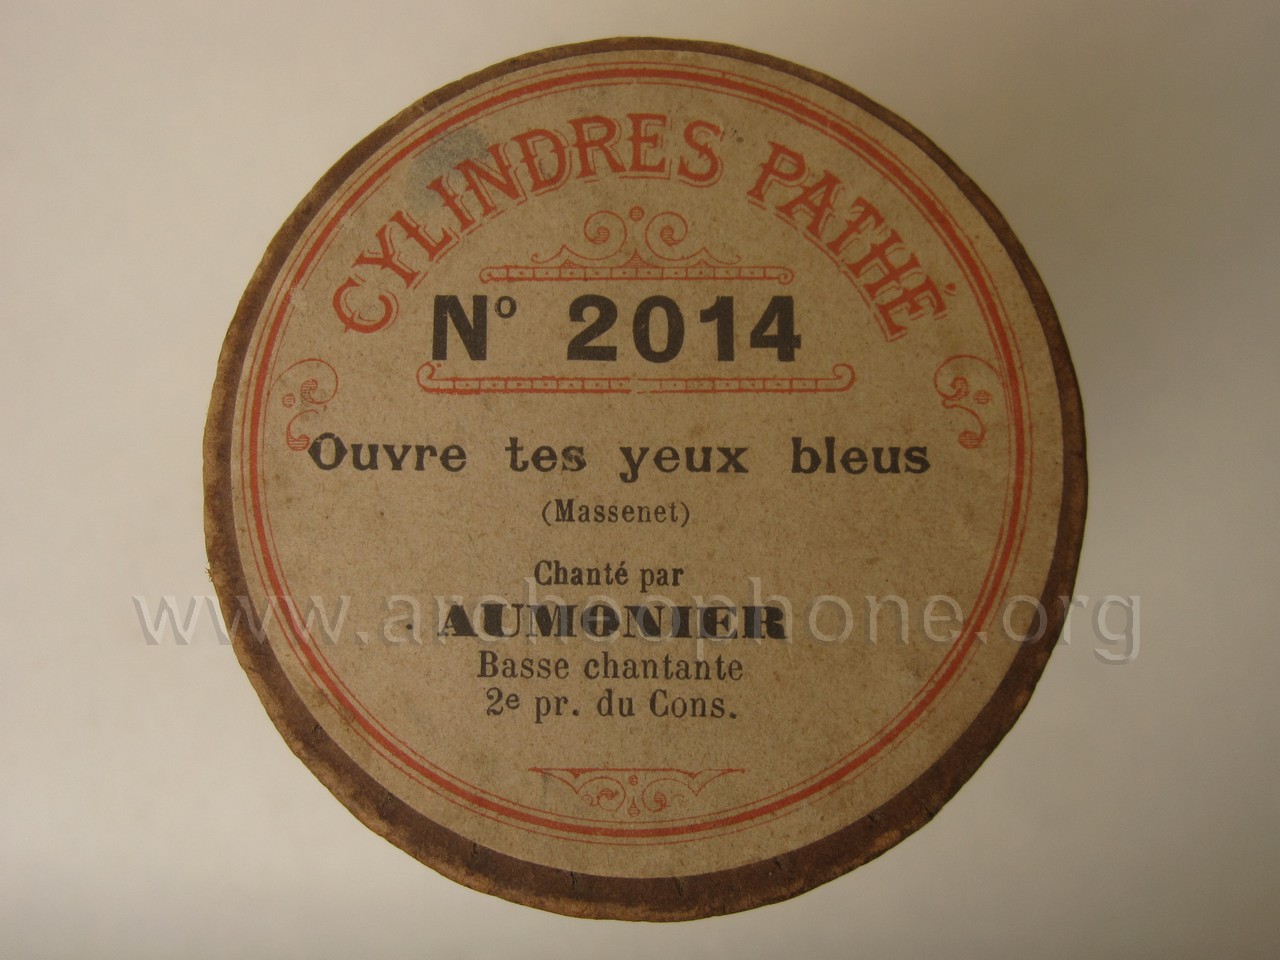 CYLINDRES PATHÉ
Nº 2014
Ouvre tes yeux bleus
(Massenet)
Chanté par
AUMONIER
www.archeophone.org
Basse chantante
2e pr. du Cons.